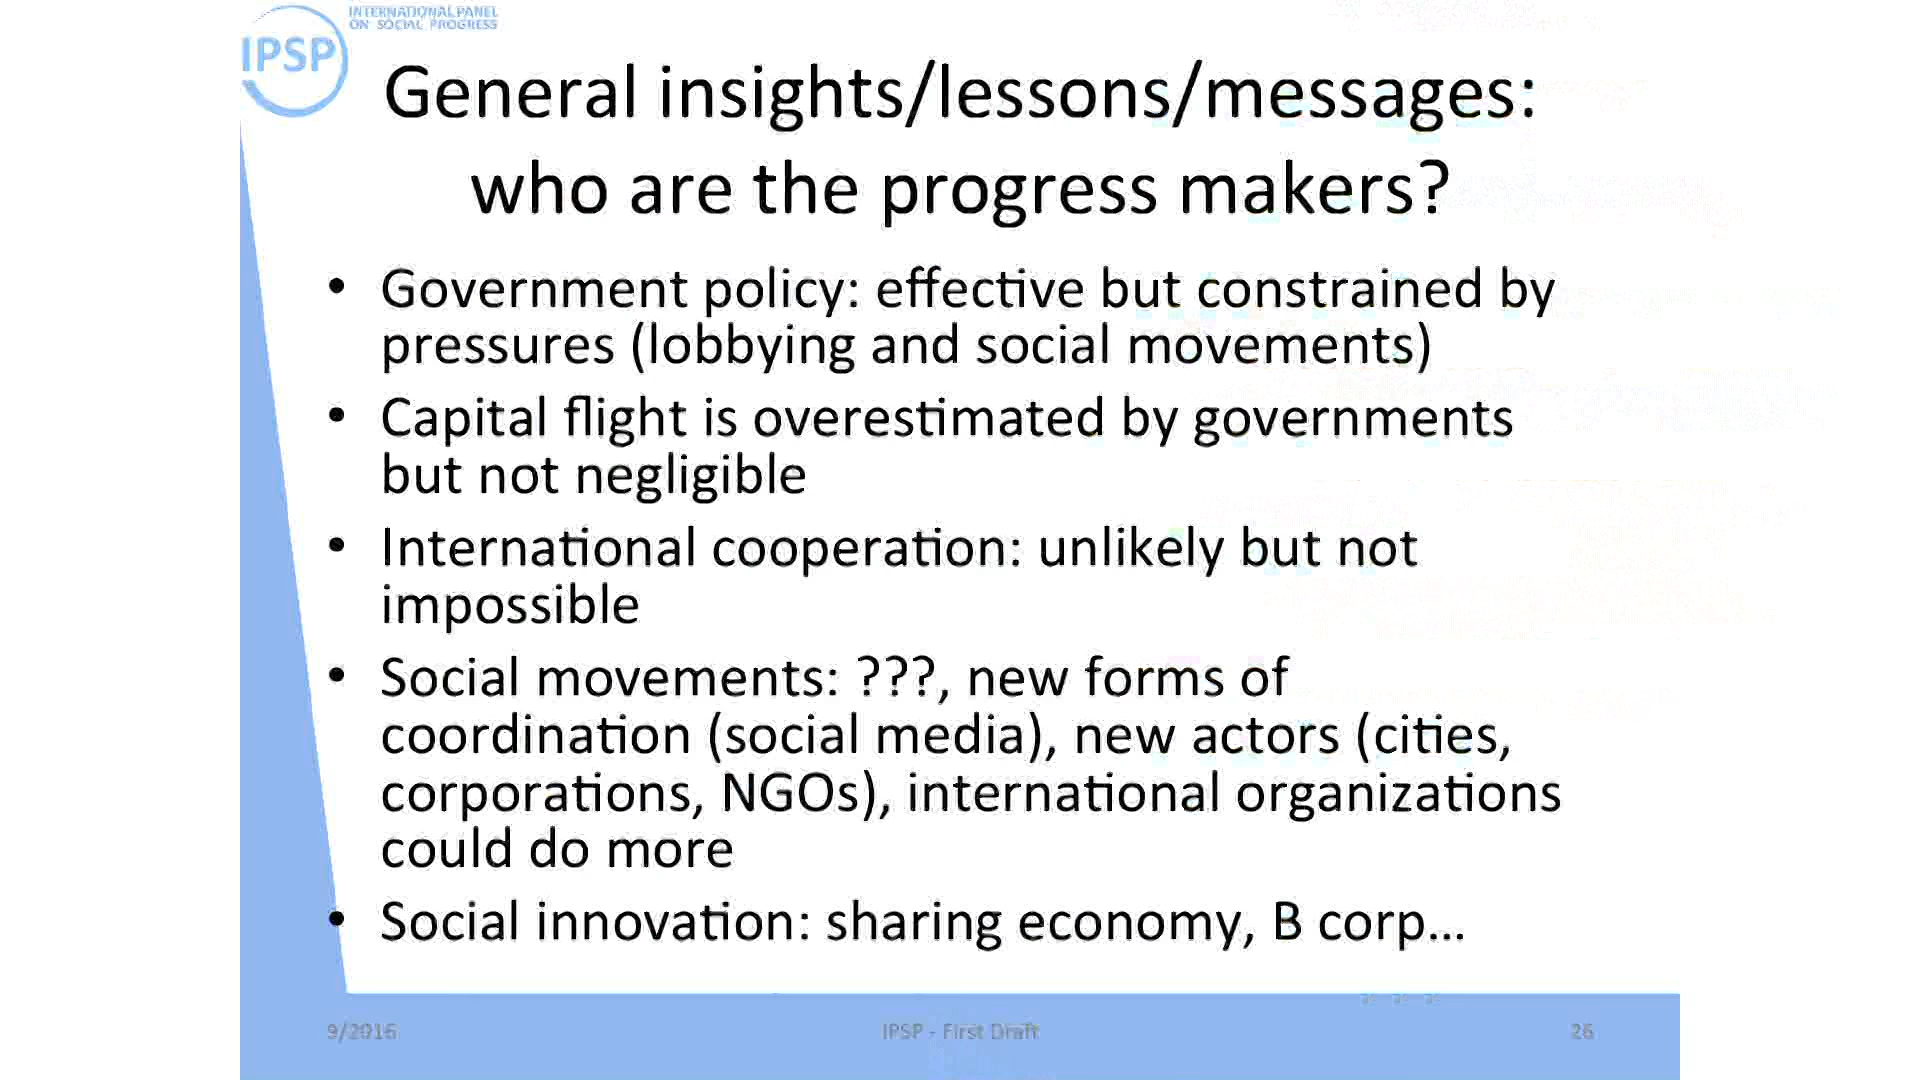 INTERNATIONAL PANEL
ON SOCIAL PROGRESS
IPSP
General insights/lessons/messages:
who are the progress makers?
• Government policy: effective but constrained by
pressures (lobbying and social movements)
• Capital flight is overestimated by governments
but not negligible
• International cooperation: unlikely but not
impossible
• Social movements: ???, new forms of
coordination (social media), new actors (cities,
corporations, NGOs), international organizations
could do more
• Social innovation: sharing economy, B corp…
9/2016 IPSP - First Draft 26